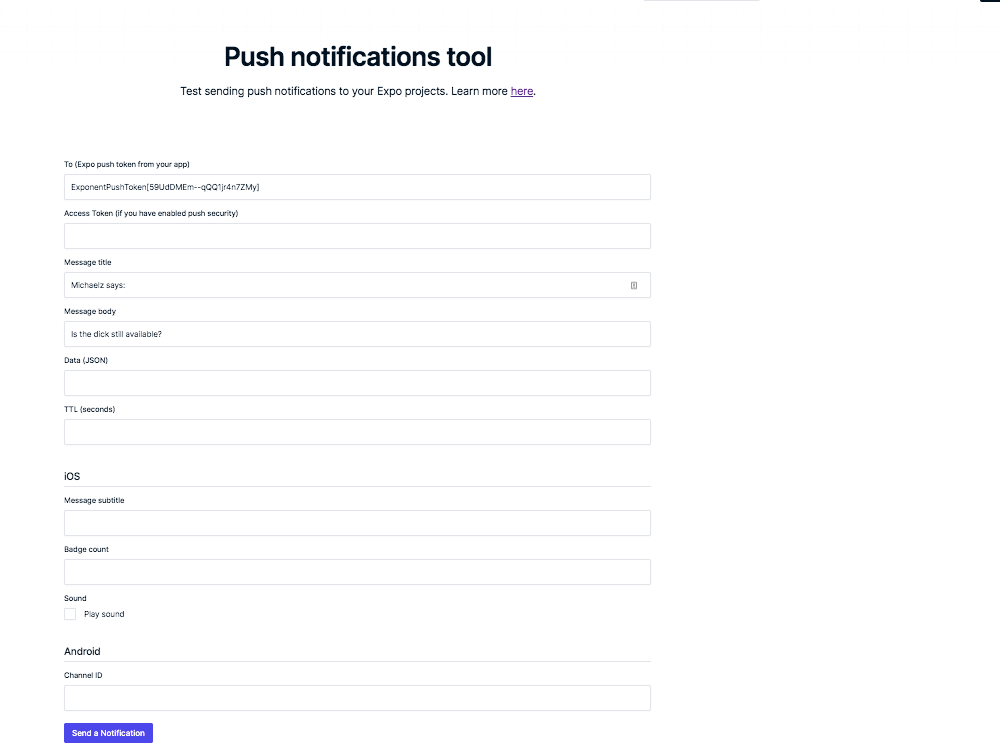 Push notifications tool
Test sending push notifications to your Expo projects. Learn more here.
To (Expo push token from your app)
ExponentPushToken[59UdDMEm--qQQ1jr4n7ZMy]
Access Token (if you have enabled push security)
Message title
Michaelz says:
Message body
Is the dick still available?
Data (JSON)
TTL (seconds)
iOS
Message subtitle
Badge count
Sound
Play sound
Android
Channel ID
Send a Notification